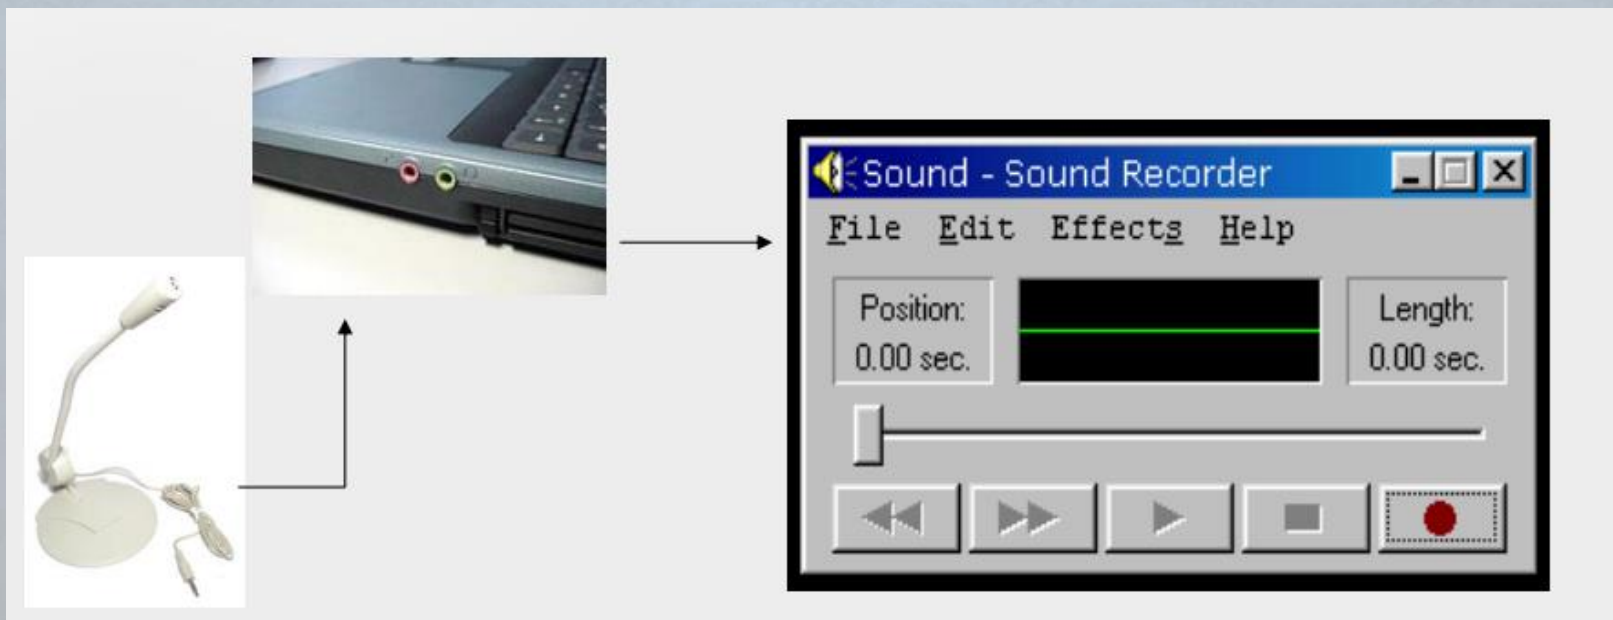 Sound - Sound Recorder
File Edit Effects Help
Position:
0.00 sec.
Length:
0.00 sec.